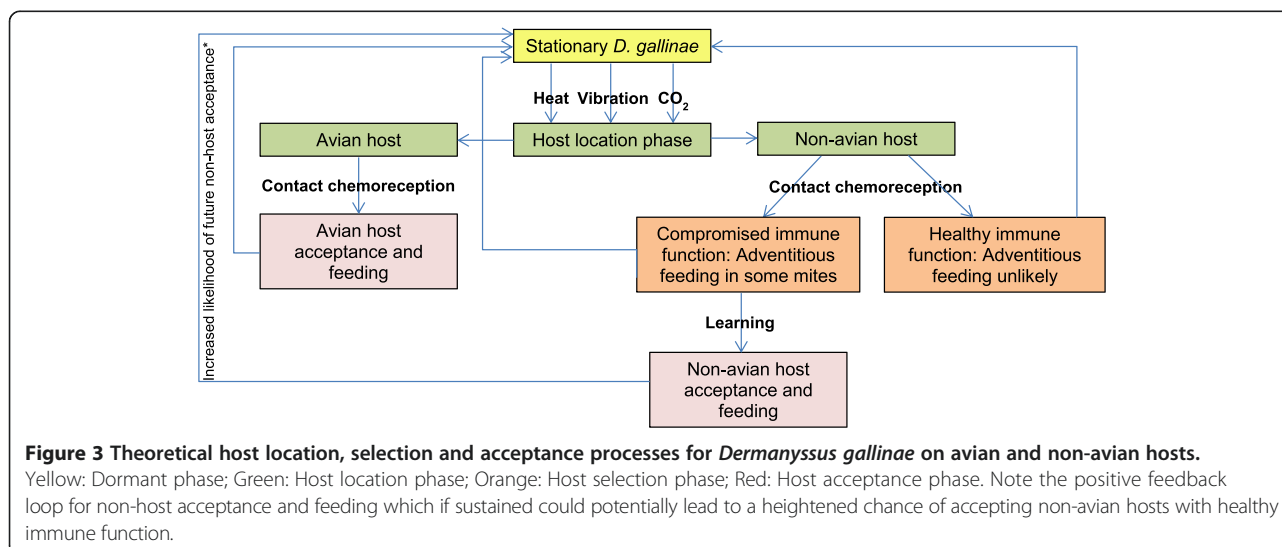 Stationary D. gallinae
Heat Vibration CO₂
Avian host
Host location phase
Non-avian host
Contact chemoreception
Contact chemoreception
Avian host
acceptance and
feeding
Compromised immune
function: Adventitious
feeding in some mites
Healthy immune
function: Adventitious
feeding unlikely
Learning
Non-avian host
acceptance and
feeding
Increased likelihood of future non-host acceptance*
Figure 3 Theoretical host location, selection and acceptance processes for Dermanyssus gallinae on avian and non-avian hosts.
Yellow: Dormant phase; Green: Host location phase; Orange: Host selection phase; Red: Host acceptance phase. Note the positive feedback
loop for non-host acceptance and feeding which if sustained could potentially lead to a heightened chance of accepting non-avian hosts with healthy
immune function.